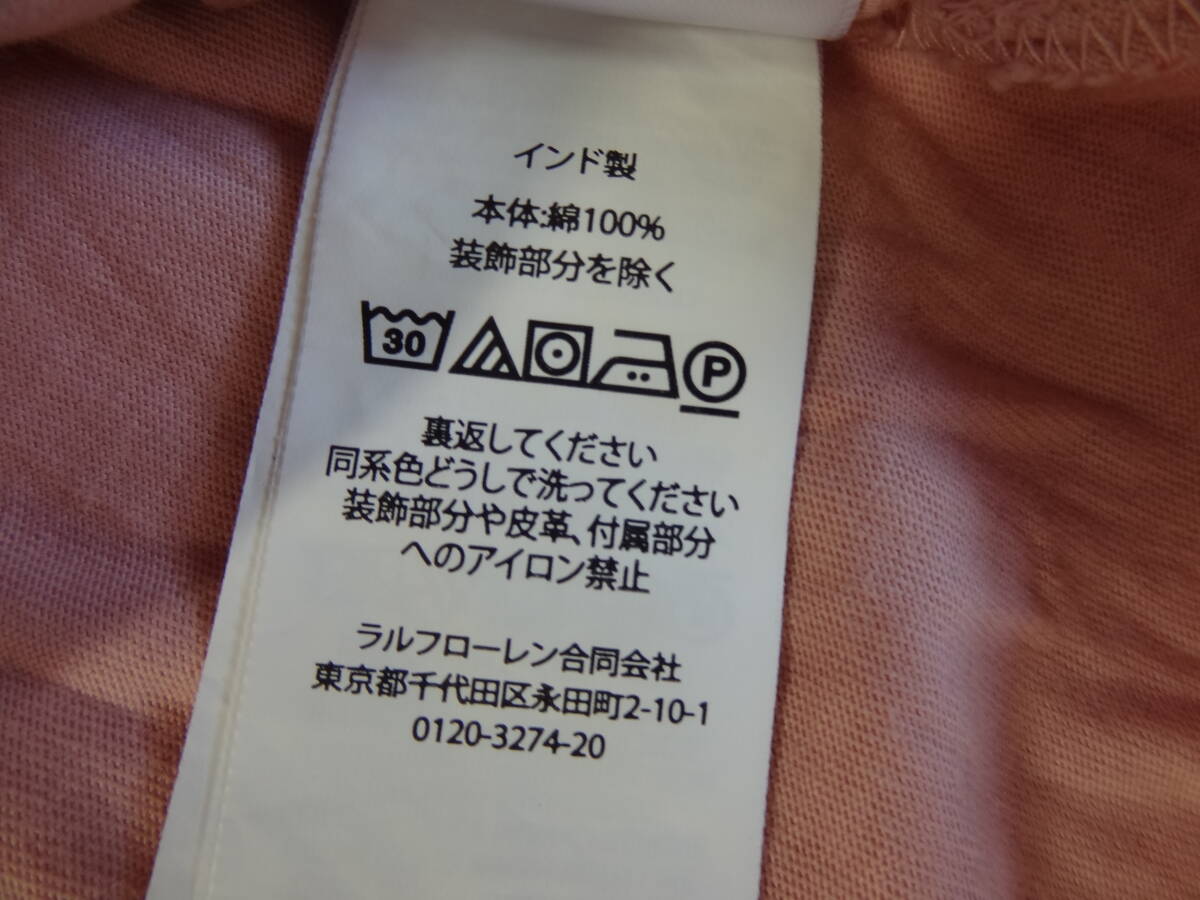 インド製
本体:綿100%
装飾部分を除く
30 P
裏返してください
同系色どうしで洗ってください
装飾部分や皮革、付属部分
へのアイロン禁止
ラルフローレン合同会社
東京都千代田区永田町2-10-1
0120-3274-20